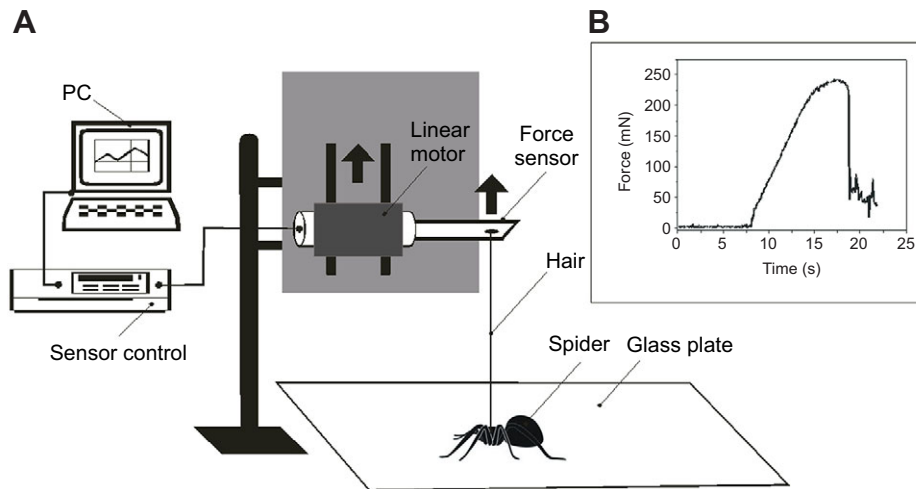 A
PC
Linear
motor
Force
sensor
Hair
Spider
Glass plate
Sensor control
B
Force (mN)
250
200
150
100
50
0
0 5 10 15 20 25
Time (s)